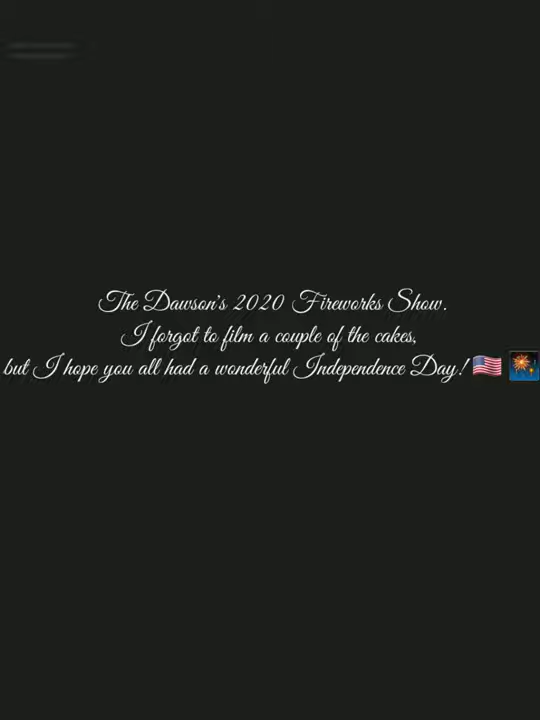 The Dawson's 2020 Fireworks Show.
I forgot to film a couple of the cakes,
but I hope you all had a wonderful Independence Day! 🇺🇸 🎆